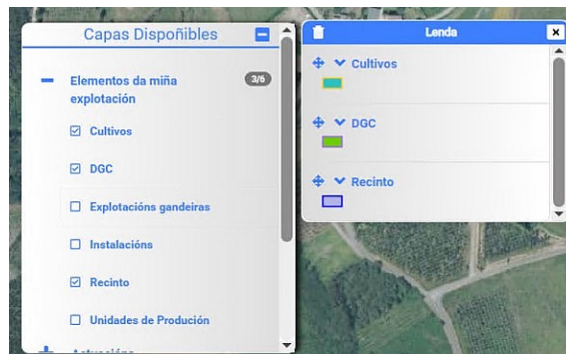 Capas Dispoñibles
Elementos da miña
explotación
3/6
Cultivos
DGC
Explotacións gandeiras
Instalacións
Recinto
Unidades de Produción
Actuacións
Lenda
Cultivos
DGC
Recinto